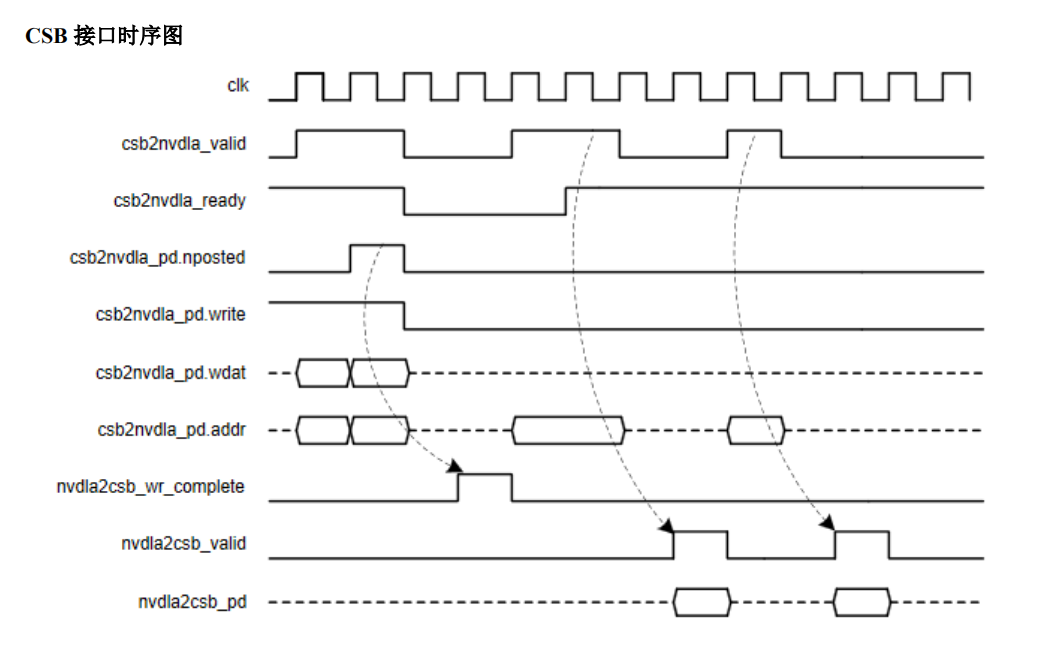 CSB 接口时序图
clk
csb2nvdla_valid
csb2nvdla_ready
csb2nvdla_pd.nposted
csb2nvdla_pd.write
csb2nvdla_pd.wdat
csb2nvdla_pd.addr
nvdla2csb_wr_complete
nvdla2csb_valid
nvdla2csb_pd